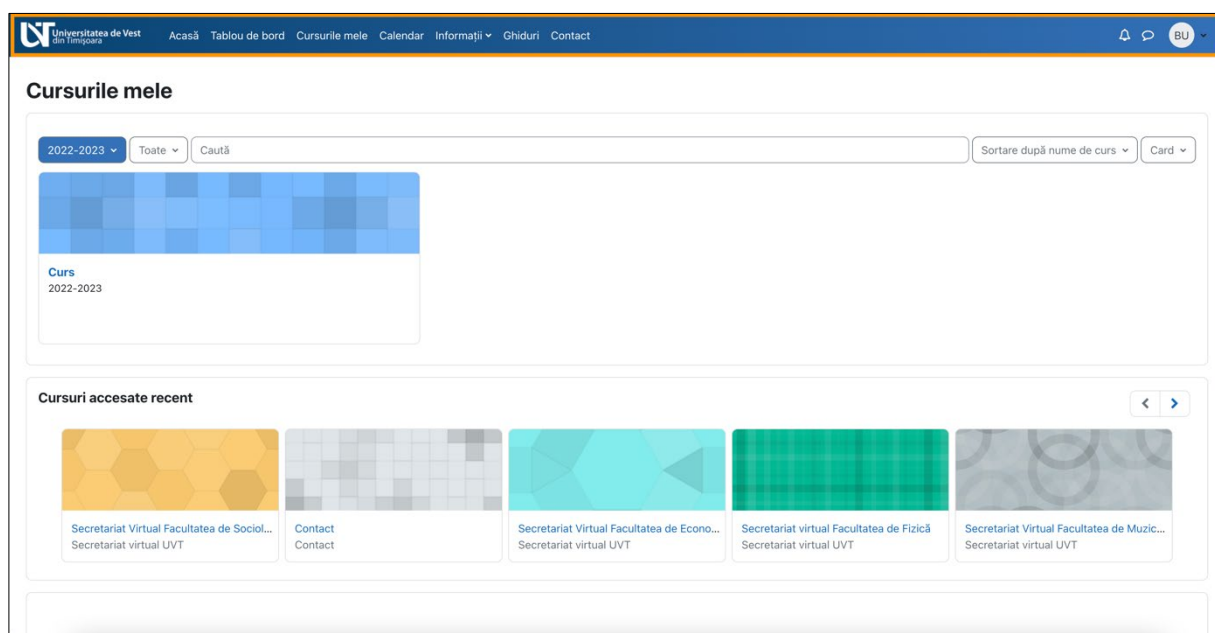 Universitatea de Vest
din Timișoara
Acasă Tablou de bord Cursurile mele Calendar Informații Ghiduri Contact
BU
Cursurile mele
2022-2023 Toate Caută Sortare după nume de curs Card
Curs
2022-2023
Cursuri accesate recent
Secretariat Virtual Facultatea de Sociol... Contact Secretariat Virtual Facultatea de Econo... Secretariat virtual Facultatea de Fizică Secretariat Virtual Facultatea de Muzic...
Secretariat virtual UVT Contact Secretariat virtual UVT Secretariat virtual UVT Secretariat virtual UVT